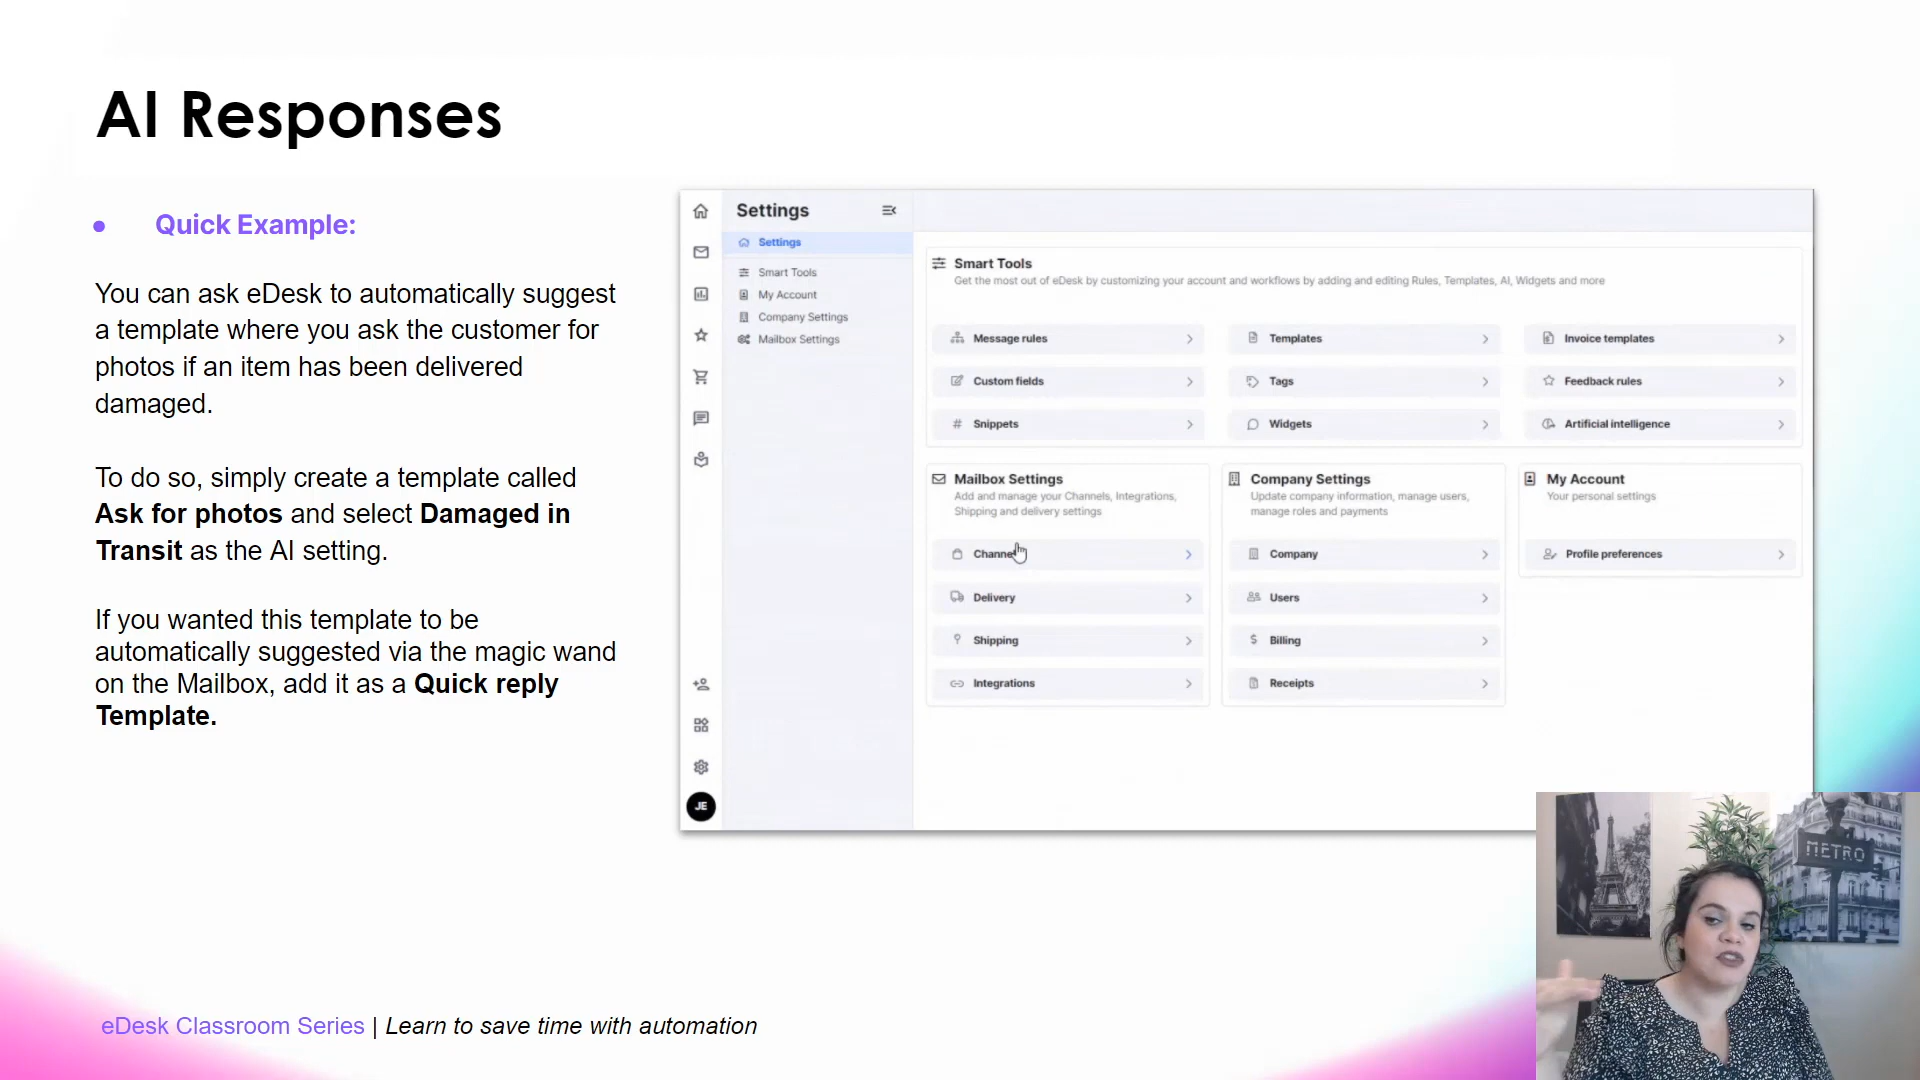 AI Responses
Quick Example:
You can ask eDesk to automatically suggest
a template where you ask the customer for
photos if an item has been delivered
damaged.
To do so, simply create a template called
Ask for photos and select Damaged in
Transit as the AI setting.
If you wanted this template to be
automatically suggested via the magic wand
on the Mailbox, add it as a Quick reply
Template.
Settings
Settings
Smart Tools
My Account
Company Settings
Mailbox Settings
JE
Smart Tools
Get the most out of eDesk by customizing your account and workflows by adding and editing Rules, Templates, AI, Widgets and more
Message rules
Templates
Invoice templates
Custom fields
Tags
Feedback rules
Snippets
Widgets
Artificial intelligence
Mailbox Settings
Add and manage your Channels, Integrations,
Shipping and delivery settings
Channel
Delivery
Shipping
Integrations
Company Settings
Update company information, manage users,
manage roles and payments
Company
Users
Billing
Receipts
My Account
Your personal settings
Profile preferences
METRO
eDesk Classroom Series | Learn to save time with automation